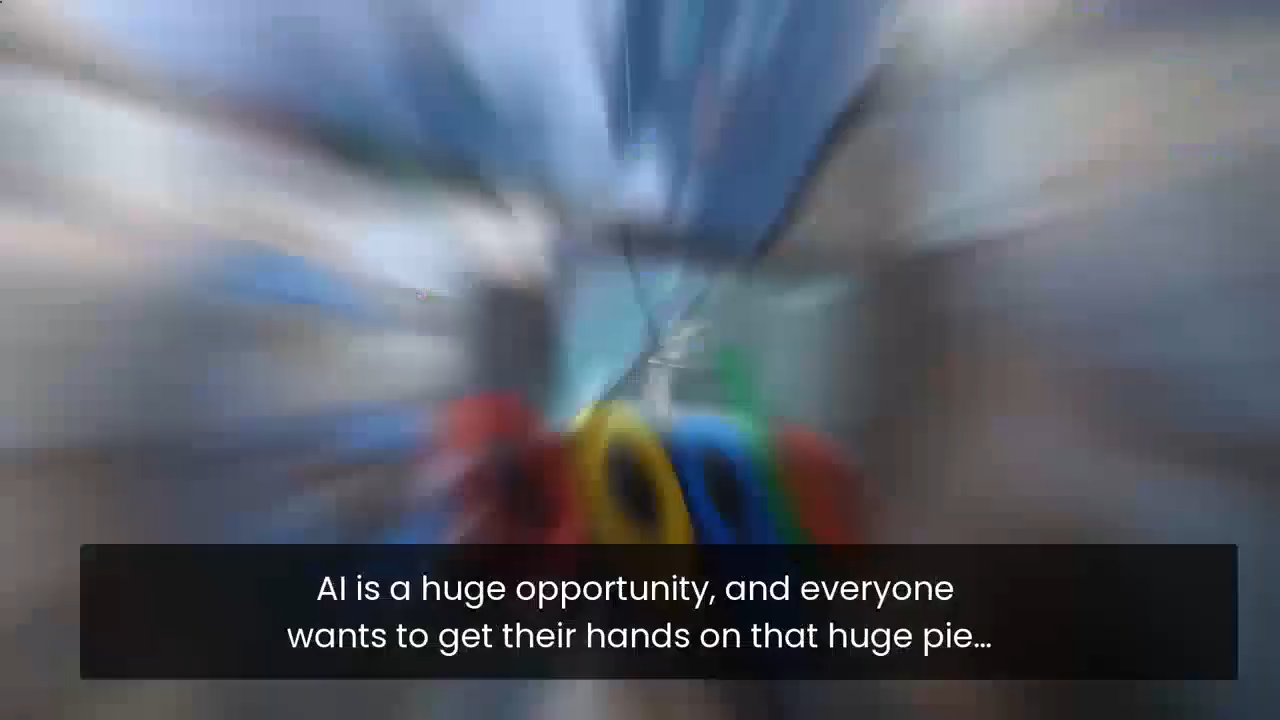 AI is a huge opportunity, and everyone
wants to get their hands on that huge pie...